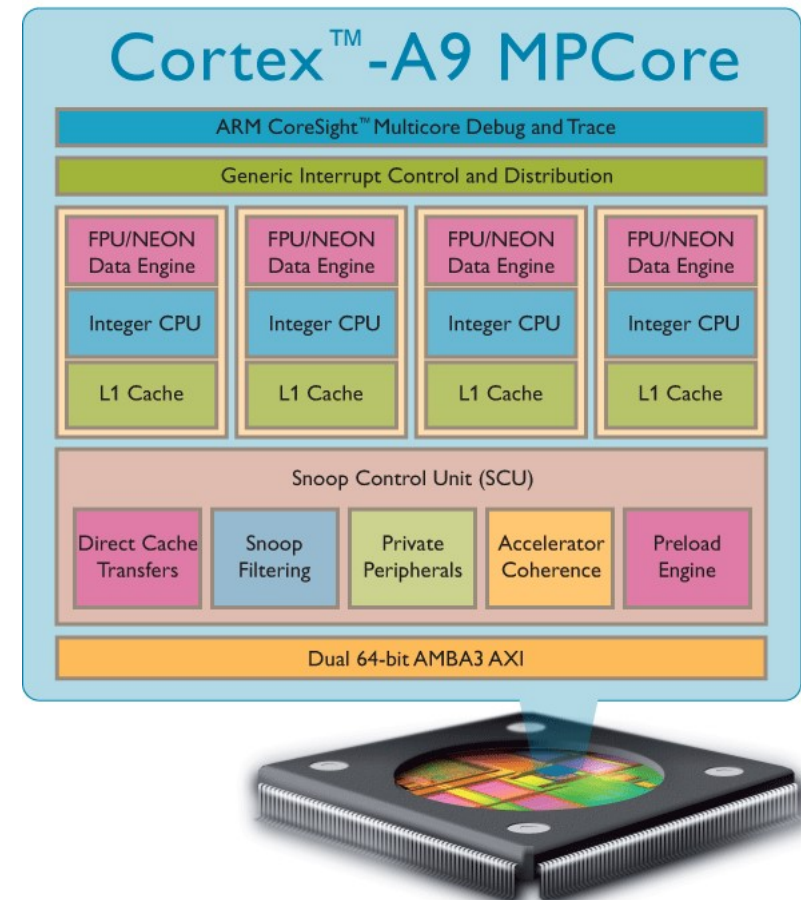 Cortex™-A9 MPCore
ARM CoreSight™ Multicore Debug and Trace
Generic Interrupt Control and Distribution
FPU/NEON
Data Engine
Integer CPU
L1 Cache
FPU/NEON
Data Engine
Integer CPU
L1 Cache
FPU/NEON
Data Engine
Integer CPU
L1 Cache
FPU/NEON
Data Engine
Integer CPU
L1 Cache
Snoop Control Unit (SCU)
Direct Cache
Transfers
Snoop
Filtering
Private
Peripherals
Accelerator
Coherence
Preload
Engine
Dual 64-bit AMBA3 AXI